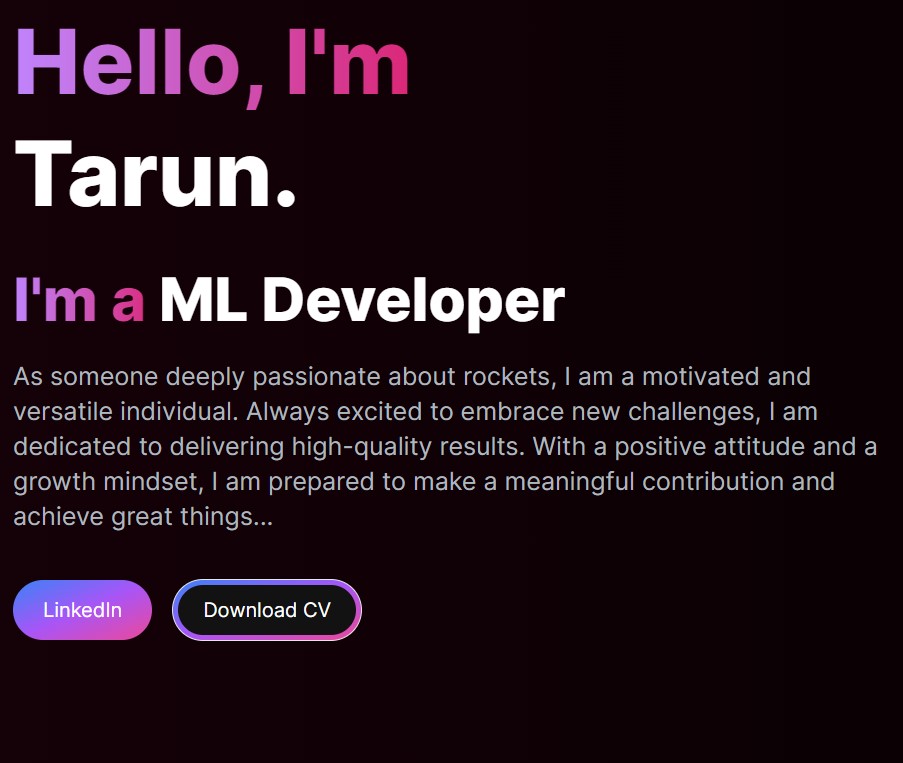 Hello, I'm
Tarun.
I'm a ML Developer
As someone deeply passionate about rockets, I am a motivated and
versatile individual. Always excited to embrace new challenges, I am
dedicated to delivering high-quality results. With a positive attitude and a
growth mindset, I am prepared to make a meaningful contribution and
achieve great things...
LinkedIn Download CV